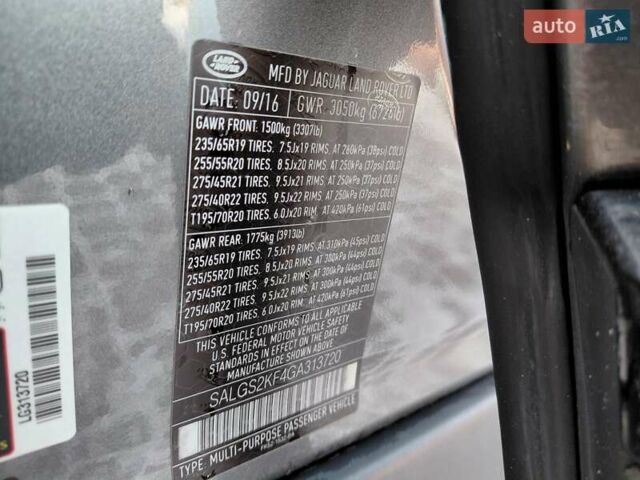 auto RIA .com
LAND ROVER
MFD BY JAGUAR LAND ROVER LTD
DATE: 09/16 GWR. 3050kg (6724lb)
GAWR FRONT: 1500kg (3307lb)
235/65R19 TIRES. 7.5Jx19 RIMS. AT 260kPa (38psi) COLD
255/55R20 TIRES. 8.5Jx20 RIMS. AT 250kPa (37psi) COLD
275/45R21 TIRES. 9.5Jx21 RIMS. AT 250kPa (37psi) COLD
275/40R22 TIRES. 9.5Jx22 RIMS. AT 250kPa (37psi) COLD
T195/70R20 TIRES. 6.0Jx20 RIM. AT 420kPa (61psi) COLD
GAWR REAR: 1775kg (3913lb)
235/65R19 TIRES. 7.5Jx19 RIMS. AT 310kPa (45psi) COLD
255/55R20 TIRES. 8.5Jx20 RIMS. AT 300kPa (44psi) COLD
275/45R21 TIRES. 9.5Jx21 RIMS. AT 300kPa (44psi) COLD
275/40R22 TIRES. 9.5Jx22 RIMS. AT 300kPa (44psi) COLD
T195/70R20 TIRES. 6.0Jx20 RIM. AT 420kPa (61psi) COLD
THIS VEHICLE CONFORMS TO ALL APPLICABLE
U.S. FEDERAL MOTOR VEHICLE SAFETY
STANDARDS IN EFFECT ON THE DATE OF
MANUFACTURE SHOWN ABOVE.
SALGS2KF4GA313720
TYPE: MULTI-PURPOSE PASSENGER VEHICLE
LG313720